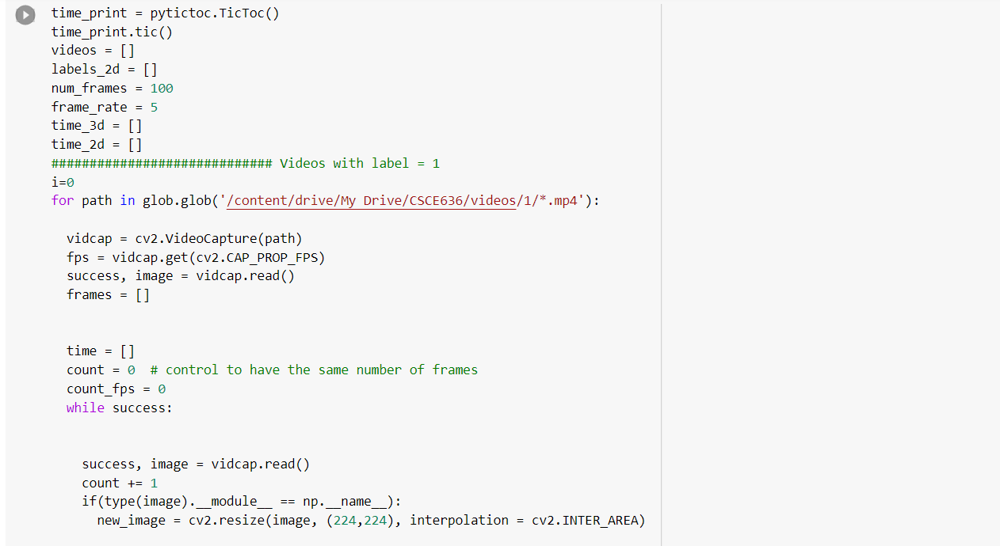 time_print = pytictoc.TicToc()
time_print.tic()
videos = []
labels_2d = []
num_frames = 100
frame_rate = 5
time_3d = []
time_2d = []
############################# Videos with label = 1
i=0
for path in glob.glob('/content/drive/My Drive/CSCE636/videos/1/*.mp4'):
vidcap = cv2.VideoCapture(path)
fps = vidcap.get(cv2.CAP_PROP_FPS)
success, image = vidcap.read()
frames = []
time = []
count = 0  # control to have the same number of frames
count_fps = 0
while success:
success, image = vidcap.read()
count += 1
if(type(image).__module__ == np.__name__):
new_image = cv2.resize(image, (224,224), interpolation = cv2.INTER_AREA)